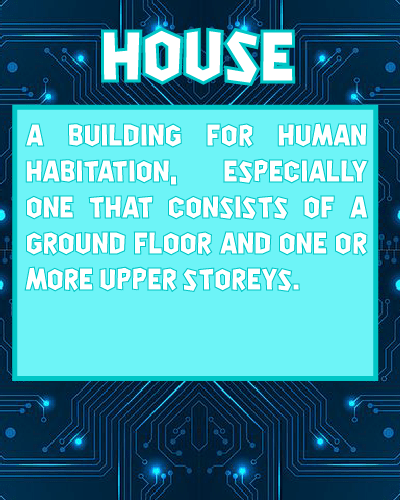 HOUSE
A BUILDING FOR HUMAN
HABITATION, ESPECIALLY
ONE THAT CONSISTS OF A
GROUND FLOOR AND ONE OR
MORE UPPER STOREYS.